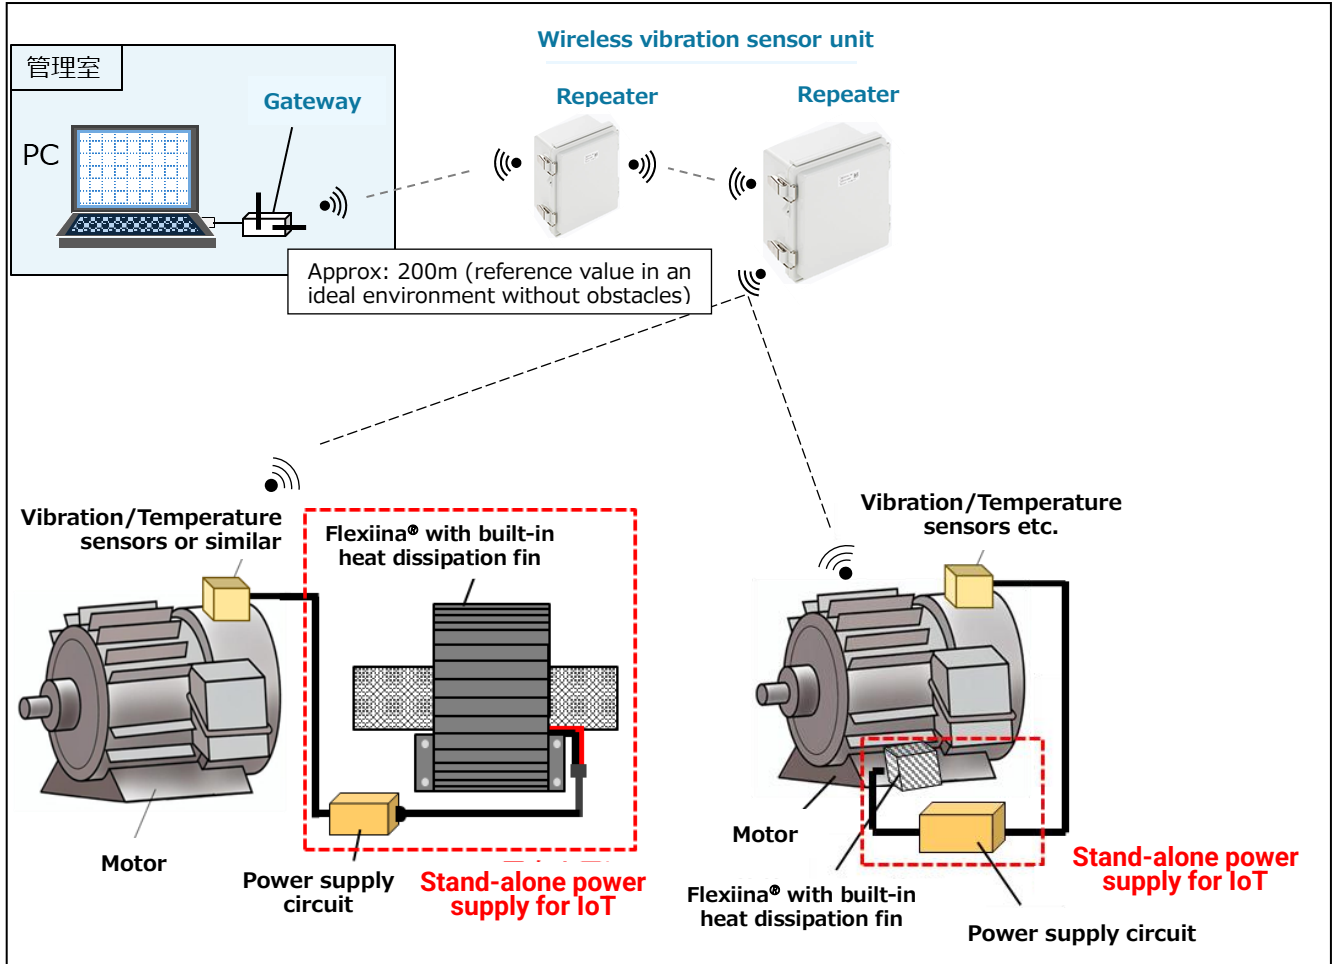 Wireless vibration sensor unit
管理室
Gateway
Repeater
Repeater
PC
Approx: 200m (reference value in an
ideal environment without obstacles)
Vibration/Temperature
sensors or similar
Flexiina® with built-in
heat dissipation fin
Vibration/Temperature
sensors etc.
Motor
Power supply
circuit
Stand-alone power
supply for IoT
Motor
Flexiina® with built-in
heat dissipation fin
Stand-alone power
supply for IoT
Power supply circuit